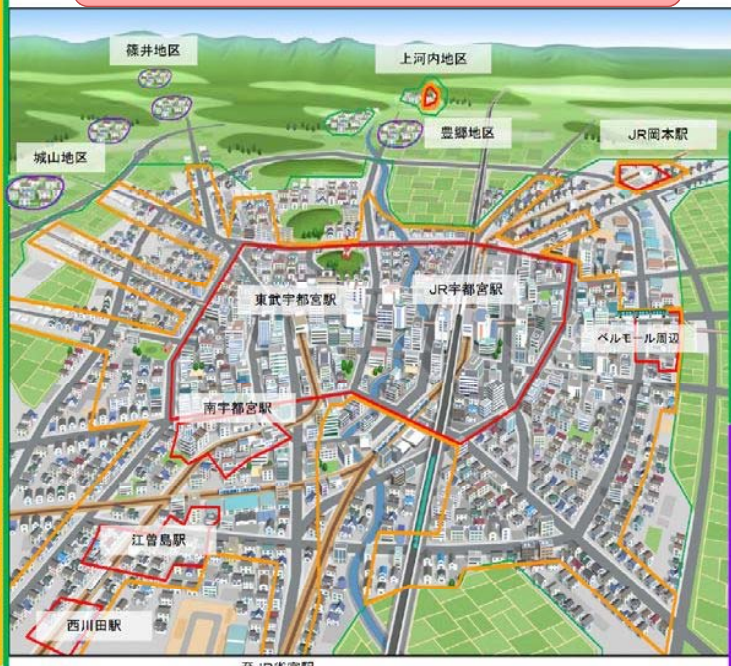 篠井地区
上河内地区
城山地区
豊郷地区
JR岡本駅
東武宇都宮駅
JR宇都宮駅
ベルモール周辺
南宇都宮駅
江曽島駅
西川田駅